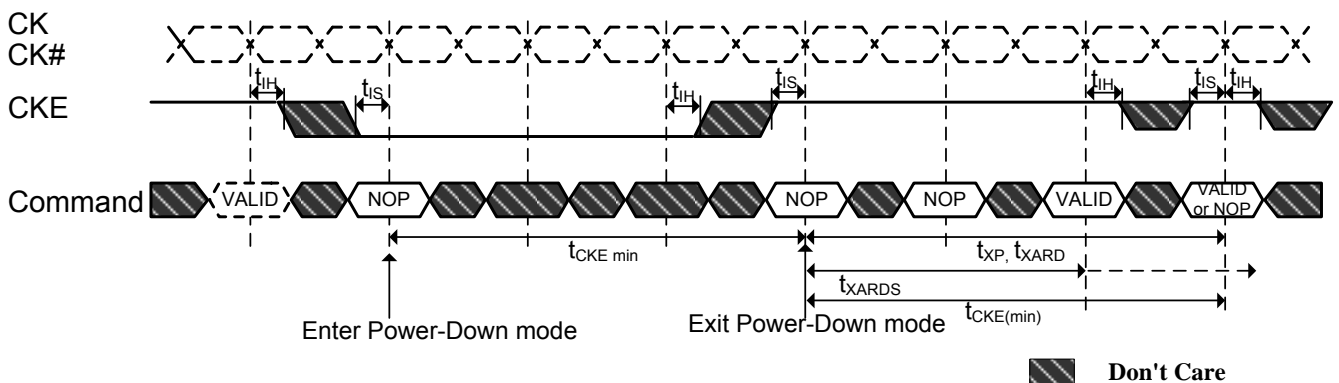 CK
CK#
tIH
tIS
tIH
tIS
tIH
tIS
tIH
CKE
Command
VALID
NOP
NOP
NOP
VALID
VALID
or NOP
tCKE min
tXP, tXARD
tXARDS
tCKE(min)
Enter Power-Down mode
Exit Power-Down mode
Don't Care